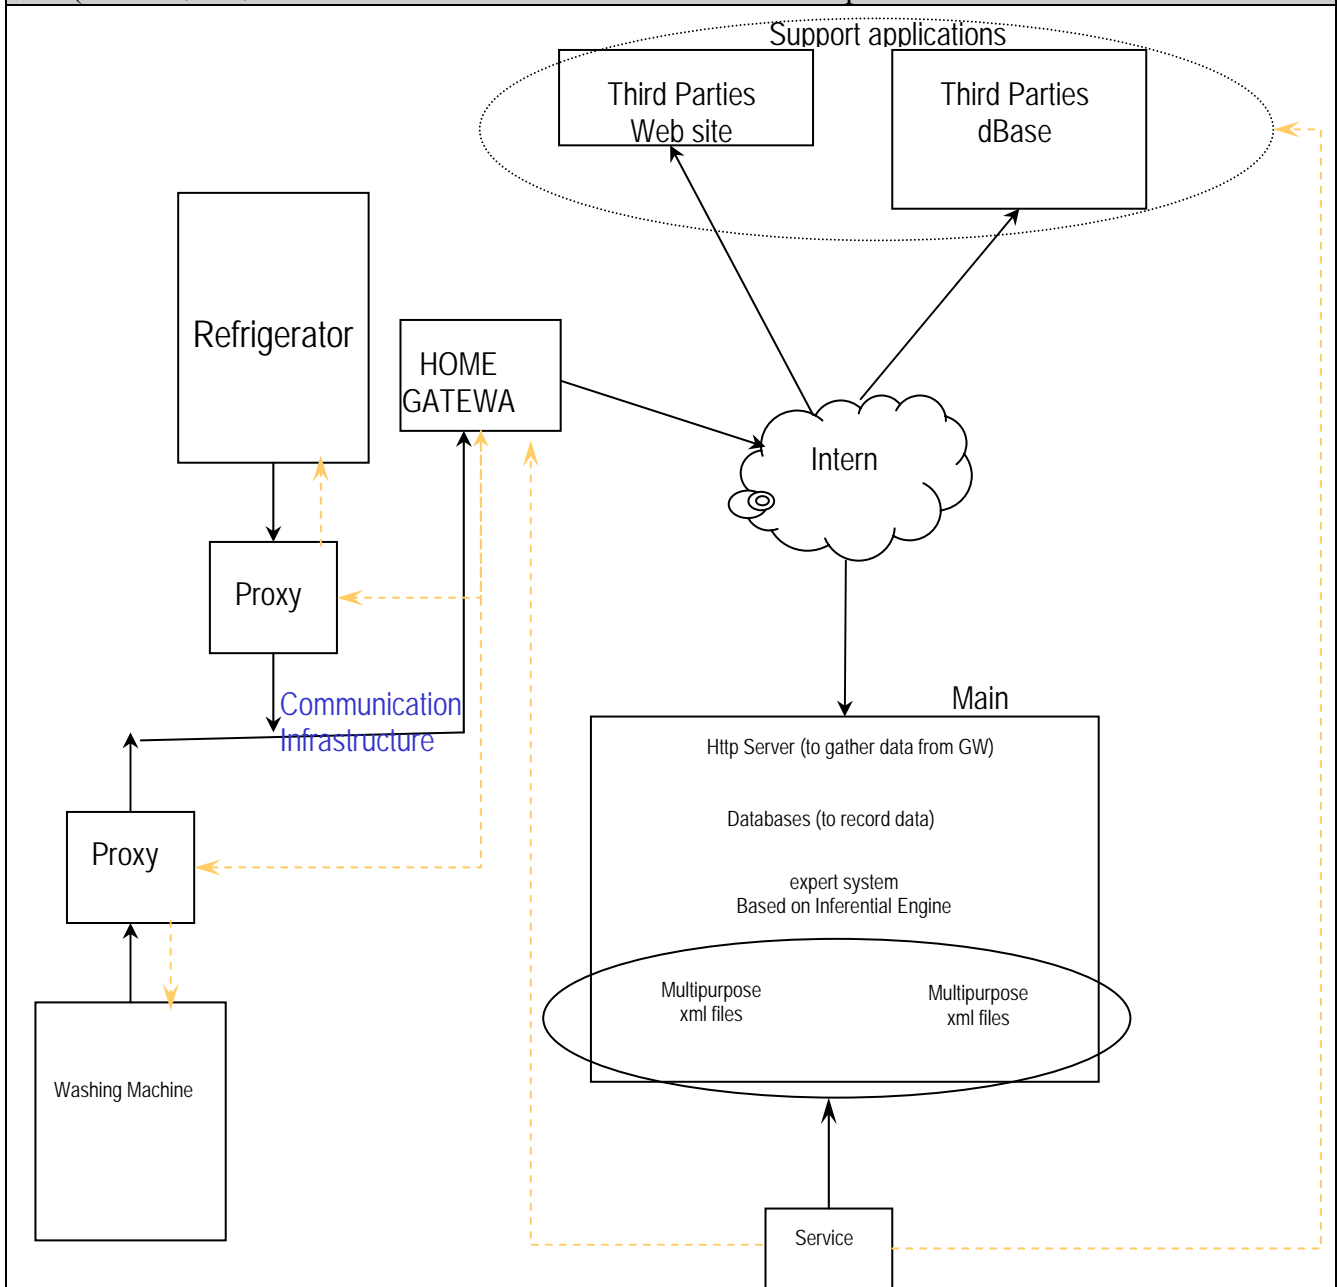 Support applications
Third Parties
Web site
Third Parties
dBase
Refrigerator
HOME
GATEWA
Intern
Proxy
Communication
Infrastructure
Main
Http Server (to gather data from GW)
Databases (to record data)
Proxy
expert system
Based on Inferential Engine
Multipurpose
xml files
Multipurpose
xml files
Washing Machine
Service